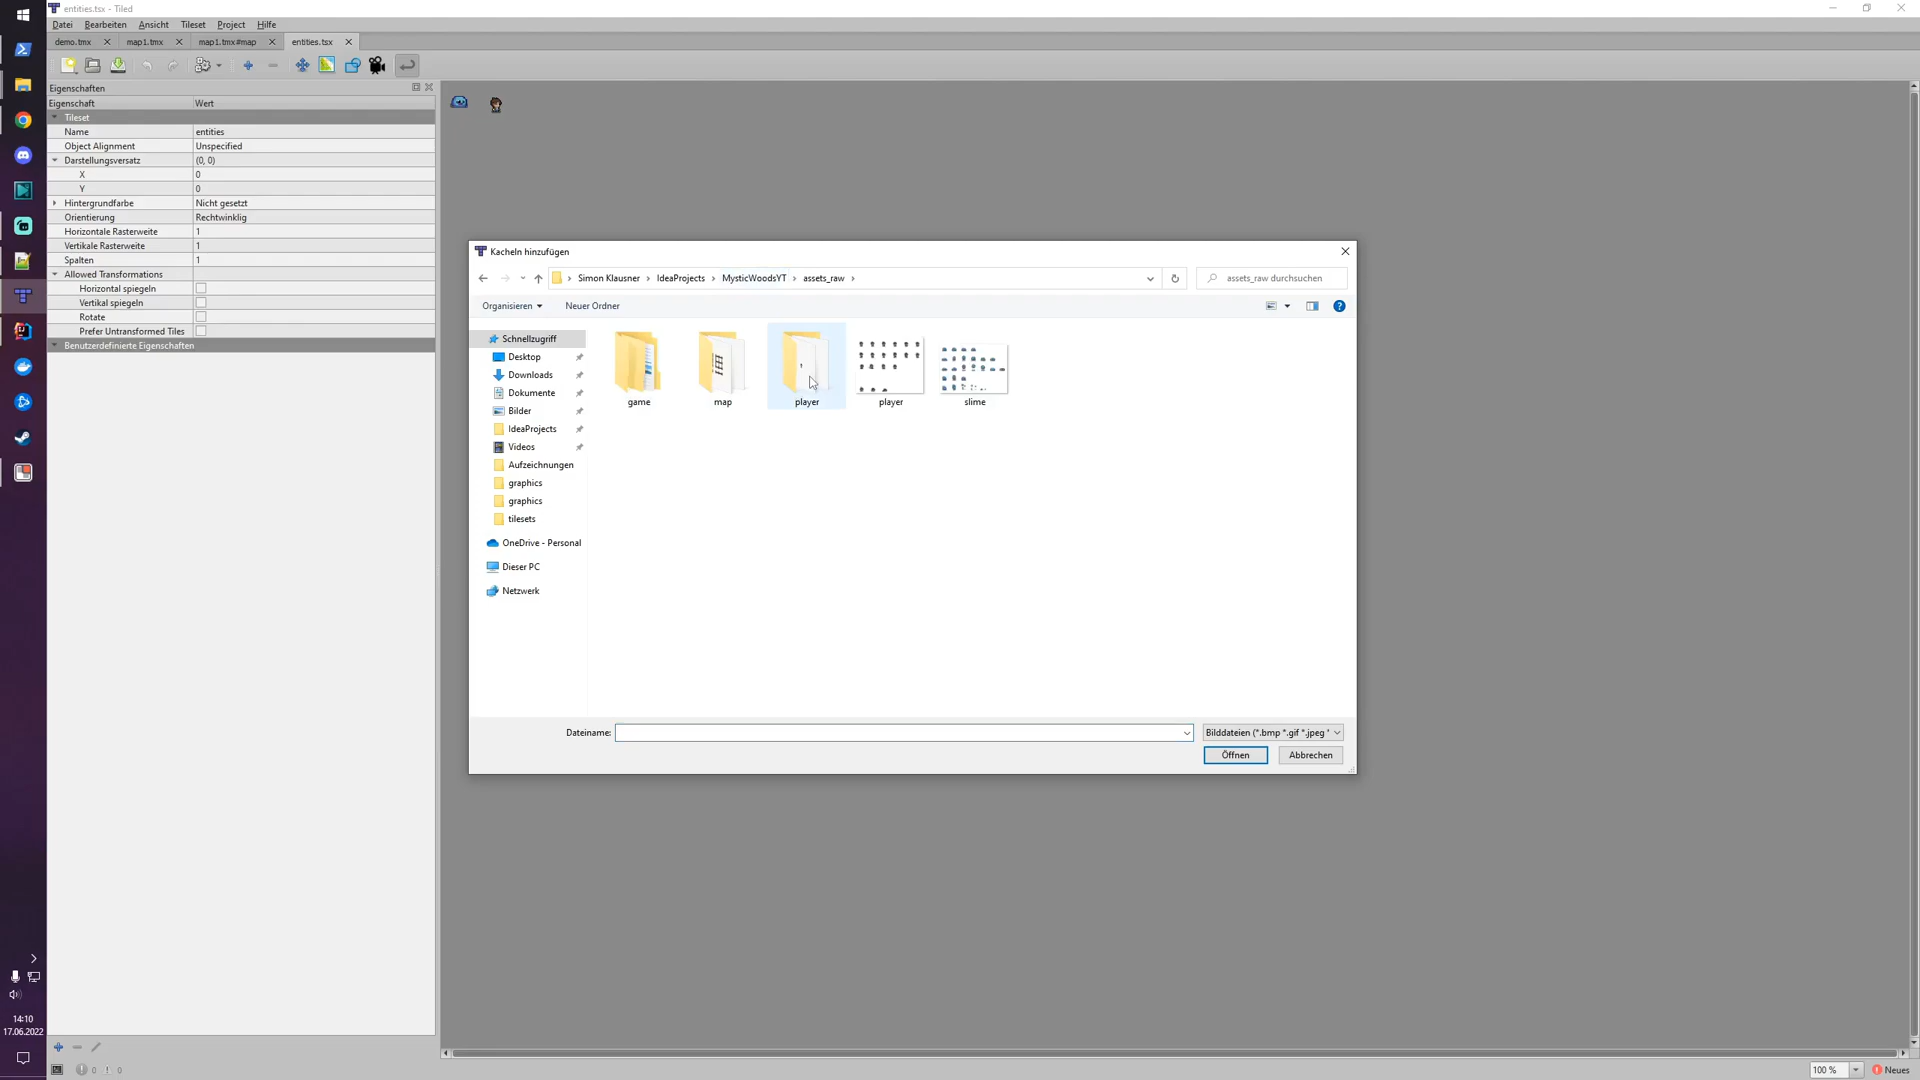 entities.tsx - Tiled
Datei Bearbeiten Ansicht Tileset Project Hilfe
demo.tmx map1.tmx map1.tmx#map entities.tsx
Eigenschaften
Eigenschaft Wert
Tileset
Name entities
Object Alignment Unspecified
Darstellungsversatz (0, 0)
X 0
Y 0
Hintergrundfarbe Nicht gesetzt
Orientierung Rechtwinklig
Horizontale Rasterweite 1
Vertikale Rasterweite 1
Spalten 1
Allowed Transformations
Horizontal spiegeln
Vertikal spiegeln
Rotate
Prefer Untransformed Tiles
Benutzerdefinierte Eigenschaften
Kacheln hinzufügen
Simon Klausner IdeaProjects MysticWoodsYT assets_raw
assets_raw durchsuchen
Organisieren Neuer Ordner
Schnellzugriff
Desktop
Downloads
Dokumente
Bilder
IdeaProjects
Videos
Aufzeichnungen
graphics
graphics
tilesets
OneDrive - Personal
Dieser PC
Netzwerk
game map player player slime
Dateiname:
Bilddateien (*.bmp *.gif *.jpeg *
Öffnen Abbrechen
14:10
17.06.2022
0 0
100 % Neues